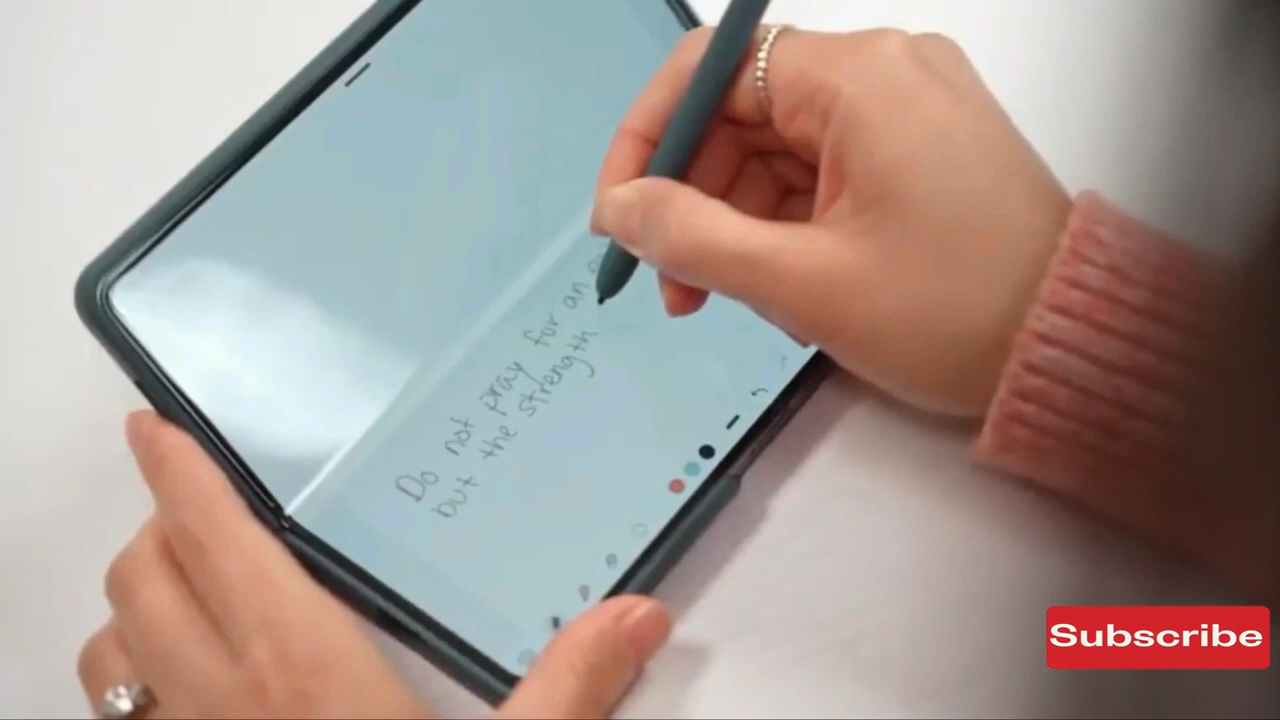 Do not pray for an
but the strength
Subscribe